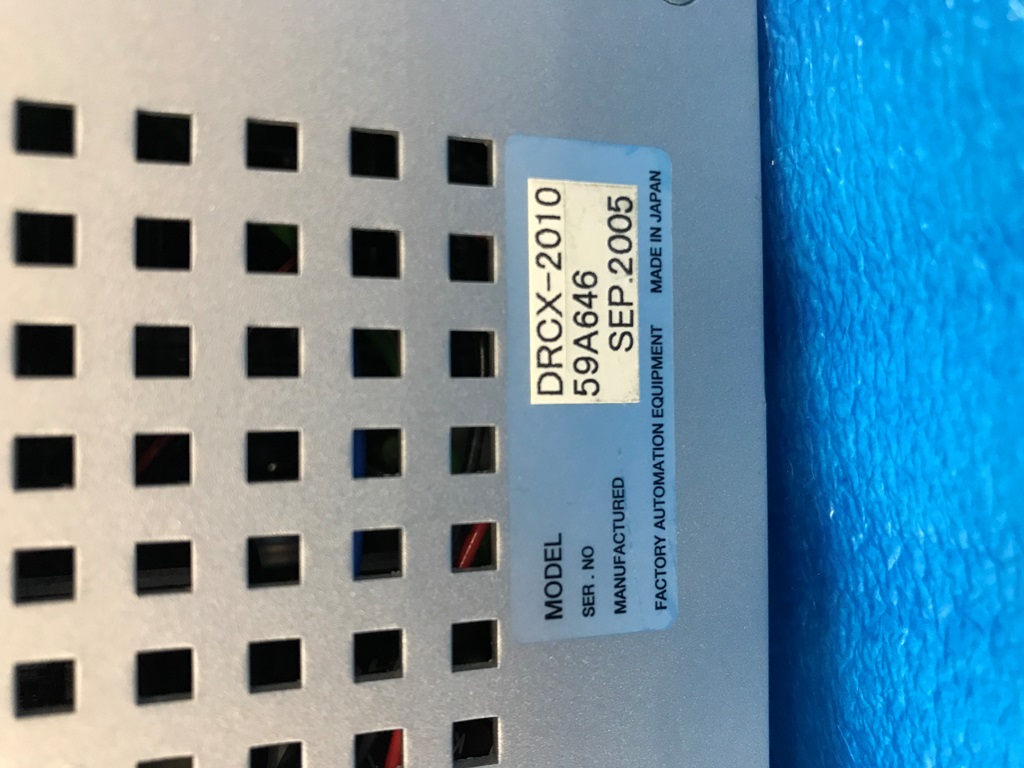 MODEL DRCX-2010
SER. NO 59A646
MANUFACTURED SEP.2005
FACTORY AUTOMATION EQUIPMENT MADE IN JAPAN